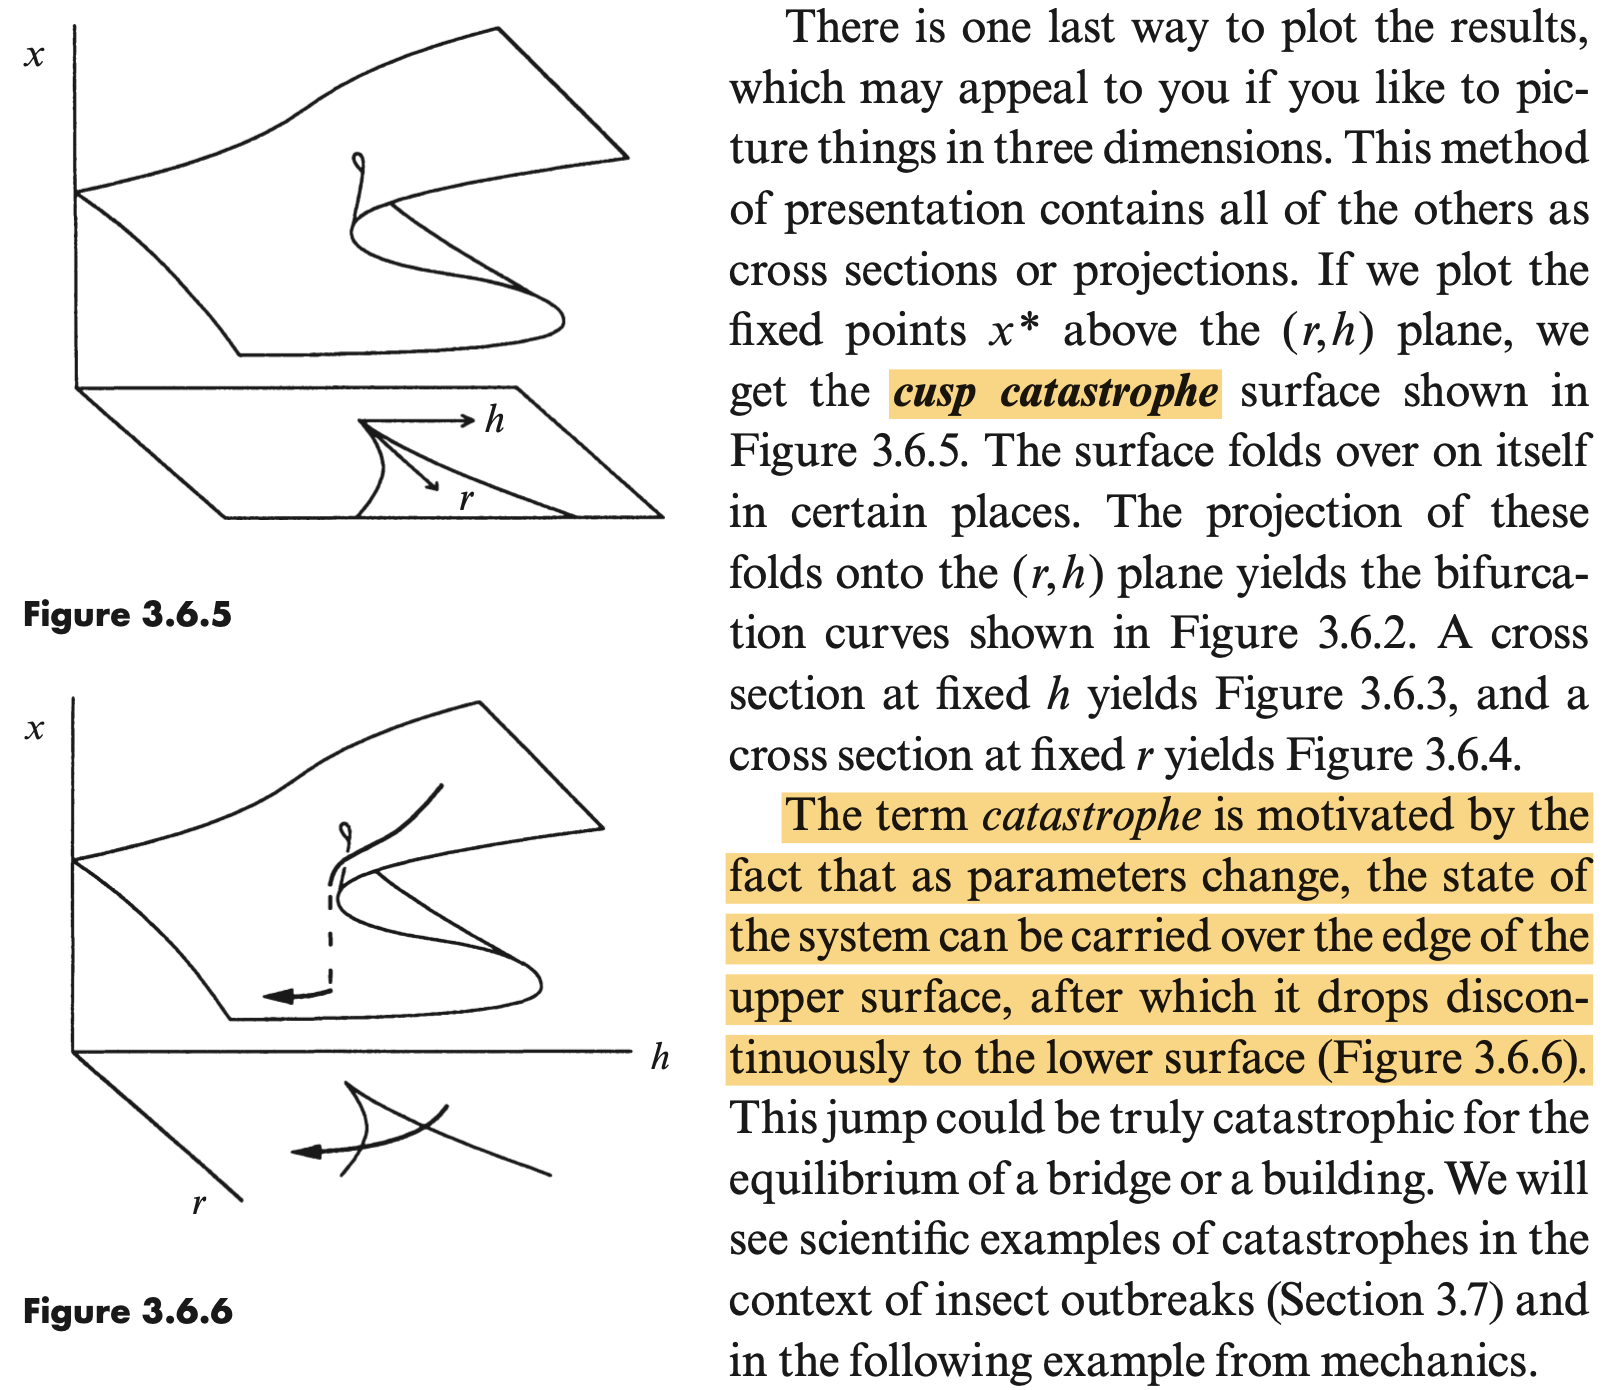 x
h
r
Figure 3.6.5
x
h
r
Figure 3.6.6
There is one last way to plot the results,
which may appeal to you if you like to pic-
ture things in three dimensions. This method
of presentation contains all of the others as
cross sections or projections. If we plot the
fixed points x* above the (r,h) plane, we
get the cusp catastrophe surface shown in
Figure 3.6.5. The surface folds over on itself
in certain places. The projection of these
folds onto the (r,h) plane yields the bifurca-
tion curves shown in Figure 3.6.2. A cross
section at fixed h yields Figure 3.6.3, and a
cross section at fixed r yields Figure 3.6.4.
The term catastrophe is motivated by the
fact that as parameters change, the state of
the system can be carried over the edge of the
upper surface, after which it drops discon-
tinuously to the lower surface (Figure 3.6.6).
This jump could be truly catastrophic for the
equilibrium of a bridge or a building. We will
see scientific examples of catastrophes in the
context of insect outbreaks (Section 3.7) and
in the following example from mechanics.